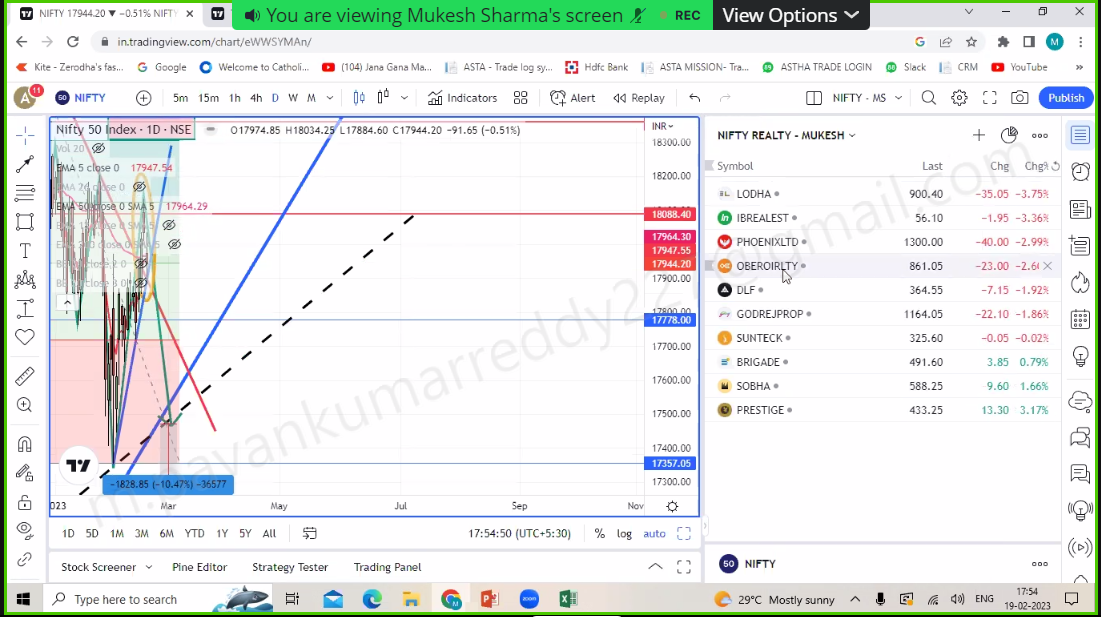 NIFTY 17944.20 ▼ −0.51% NIFTY
You are viewing Mukesh Sharma's screen
REC
View Options
in.tradingview.com/chart/eWWSYMAn/
M
Kite - Zerodha's fas...
Google
Welcome to Catholi...
(104) Jana Gana Ma...
ASTA - Trade log sy...
Hdfc Bank
ASTA MISSION- Tra...
ASTHA TRADE LOGIN
Slack
CRM
YouTube
A 11
50 NIFTY
5m 15m 1h 4h D W M
Indicators
Alert
Replay
NIFTY - MS
Publish
Nifty 50 Index · 1D · NSE
O17974.85 H18034.25 L17884.60 C17944.20 −91.65 (−0.51%)
INR
Vol 20
EMA 5 close 0 17947.54
EMA 50 close 0 SMA 5 17964.29
18300.00
18200.00
18088.40
17964.30
17947.55
17944.20
17900.00
17800.00
17778.00
17700.00
17600.00
17500.00
17400.00
17357.05
17300.00
−1828.85 (−10.47%) −36577
023 Mar May Jul Sep Nov
1D 5D 1M 3M 6M YTD 1Y 5Y All
17:54:50 (UTC+5:30)
% log auto
Stock Screener
Pine Editor
Strategy Tester
Trading Panel
NIFTY REALTY - MUKESH
Symbol Last Chg Chg%
LODHA 900.40 −35.05 −3.75%
IBREALEST 56.10 −1.95 −3.36%
PHOENIXLTD 1300.00 −40.00 −2.99%
OBEROIRLTY 861.05 −23.00
DLF 364.55 −7.15 −1.92%
GODREJPROP 1164.05 −22.10 −1.86%
SUNTECK 325.60 −0.05 −0.02%
BRIGADE 491.60 3.85 0.79%
SOBHA 588.25 9.60 1.66%
PRESTIGE 433.25 13.30 3.17%
50 NIFTY
Type here to search
29°C Mostly sunny
ENG
17:54
19-02-2023